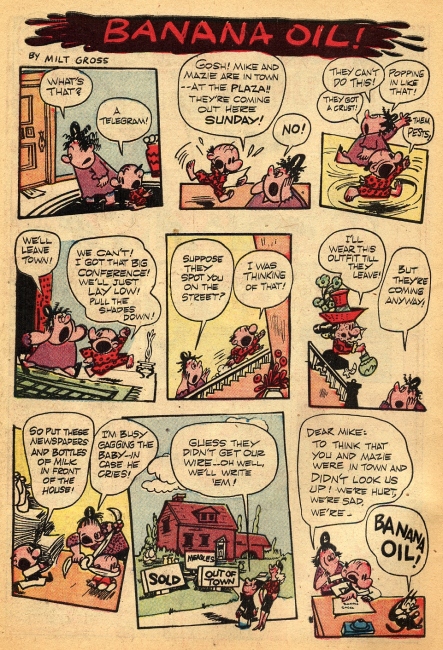 BANANA OIL!
BY MILT GROSS
WHAT'S
THAT?
A
TELEGRAM!
GOSH! MIKE AND
MAZIE ARE IN TOWN
--AT THE PLAZA!!
THEY'RE COMING
OUT HERE
SUNDAY!
NO!
THEY CAN'T
DO THIS!
THEY GOT
A CRUST!
POPPING
IN LIKE
THAT!
THEM
PESTS!
WE'LL
LEAVE
TOWN!
WE CAN'T!
I GOT THAT BIG
CONFERENCE!
WE'LL JUST
LAY LOW!
PULL THE
SHADES
DOWN!
SUPPOSE
THEY
SPOT YOU
ON THE
STREET?
I WAS
THINKING
OF THAT!
I'LL
WEAR THIS
OUTFIT TILL
THEY
LEAVE!
BUT
THEY'RE
COMING
ANYWAY!
SO PUT THESE
NEWSPAPERS
AND BOTTLES
OF MILK
IN FRONT
OF THE
HOUSE!
I'M BUSY
GAGGING THE
BABY--IN
CASE HE
CRIES!
GUESS THEY
DIDN'T GET OUR
WIRE--OH WELL,
WE'LL WRITE
'EM!
MEASLES
SOLD
OUT OF
TOWN
DEAR MIKE:
TO THINK THAT
YOU AND MAZIE
WERE IN TOWN AND
DIDN'T LOOK US
UP! WE'RE HURT,
WE'RE SAD,
WE'RE--
BANANA
OIL!